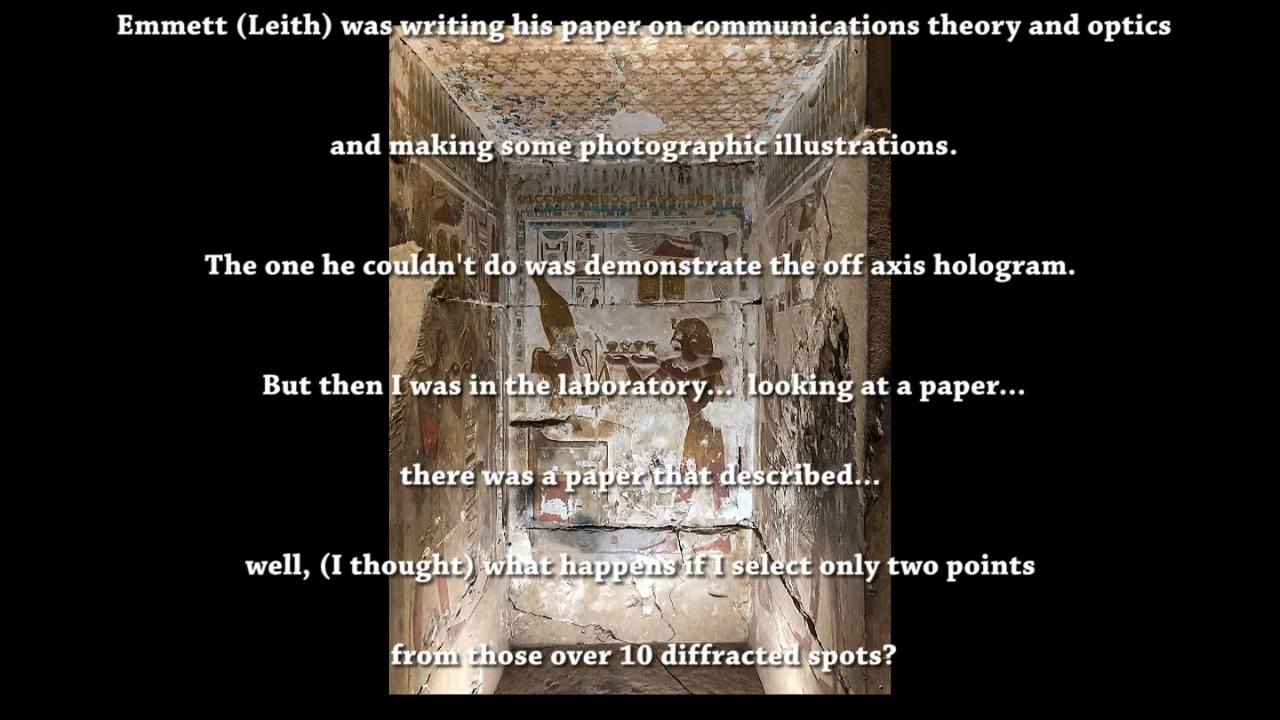 Emmett (Leith) was writing his paper on communications theory and optics
and making some photographic illustrations.
The one he couldn't do was demonstrate the off axis hologram.
But then I was in the laboratory... looking at a paper...
there was a paper that described...
well, (I thought) what happens if I select only two points
from those over 10 diffracted spots?